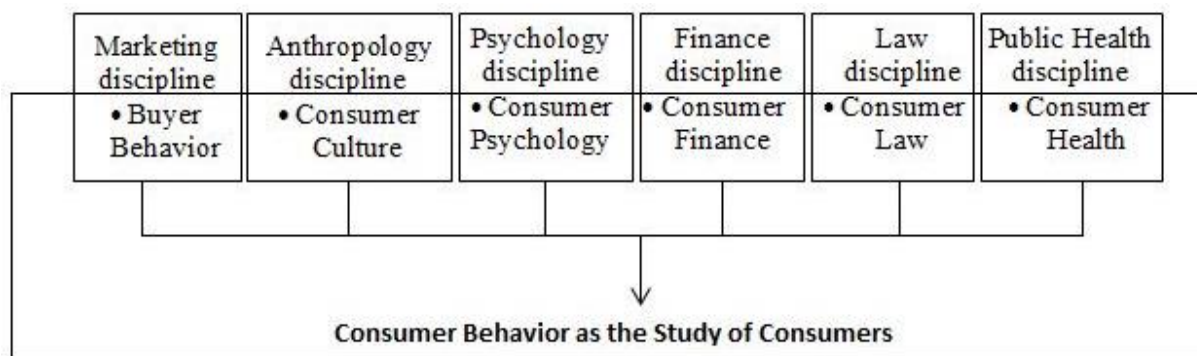 Marketing
discipline
• Buyer
Behavior
Anthropology
discipline
• Consumer
Culture
Psychology
discipline
• Consumer
Psychology
Finance
discipline
• Consumer
Finance
Law
discipline
• Consumer
Law
Public Health
discipline
• Consumer
Health
Consumer Behavior as the Study of Consumers